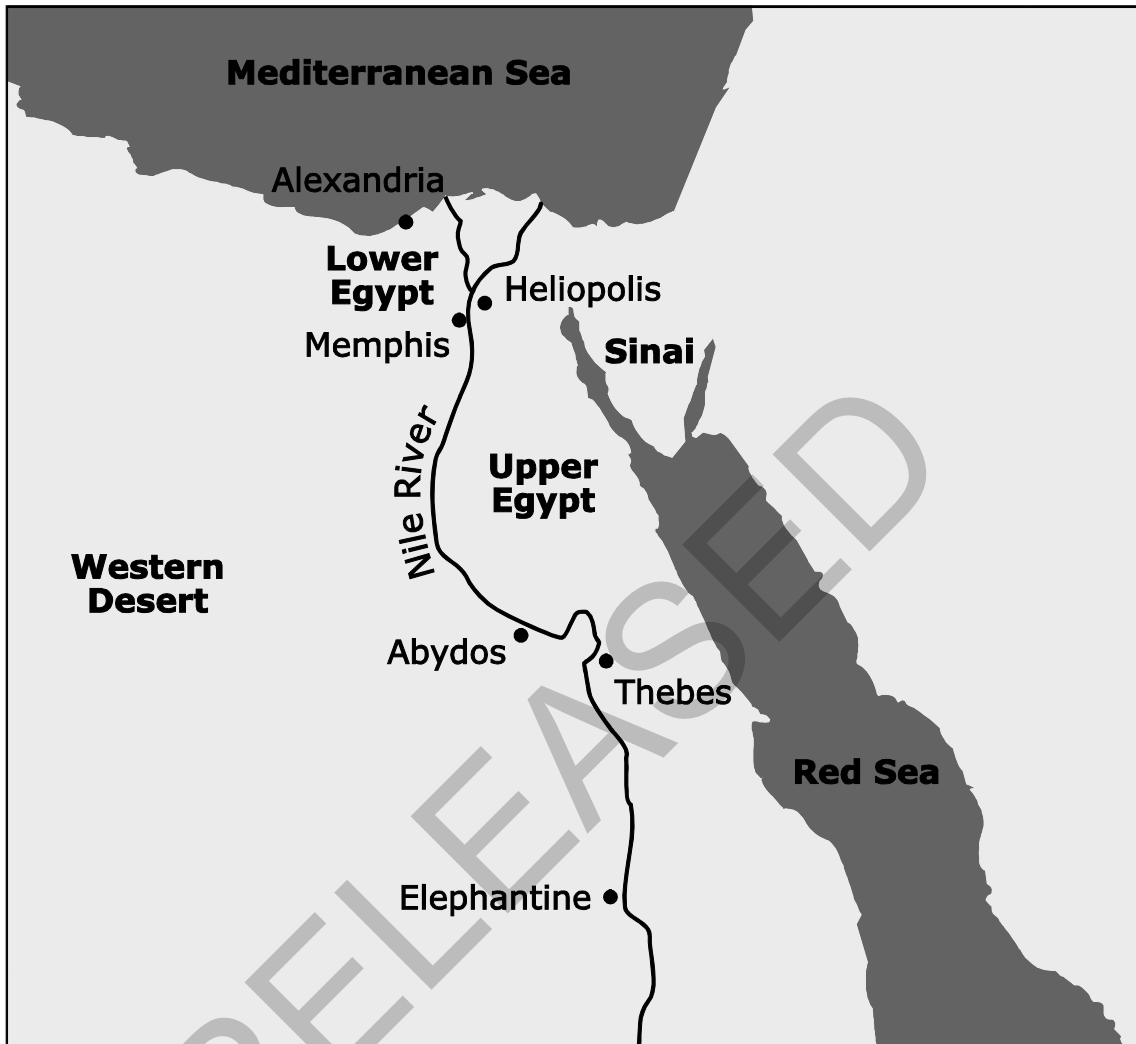 Mediterranean Sea
Alexandria
Lower
Egypt
Heliopolis
Memphis
Sinai
Nile River
Upper
Egypt
Western
Desert
Abydos
Thebes
Red Sea
Elephantine
RELEASED